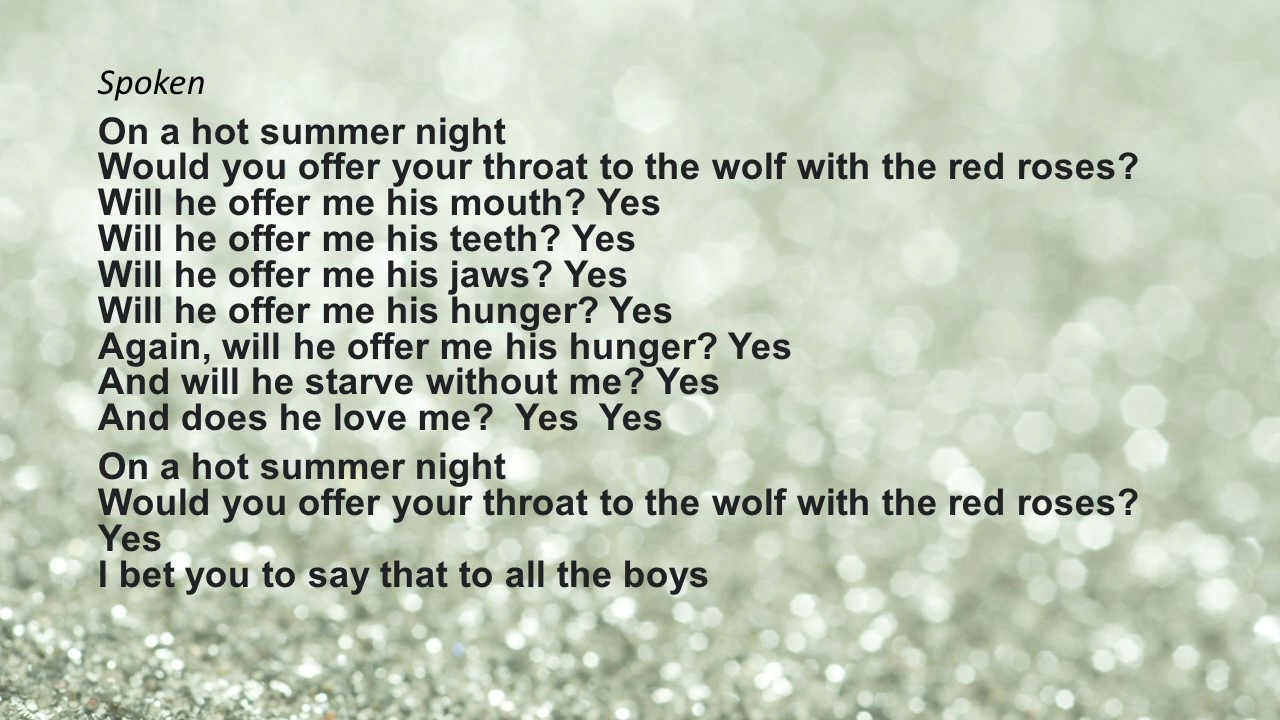 Spoken
On a hot summer night
Would you offer your throat to the wolf with the red roses?
Will he offer me his mouth? Yes
Will he offer me his teeth? Yes
Will he offer me his jaws? Yes
Will he offer me his hunger? Yes
Again, will he offer me his hunger? Yes
And will he starve without me? Yes
And does he love me?  Yes  Yes
On a hot summer night
Would you offer your throat to the wolf with the red roses?
Yes
I bet you to say that to all the boys